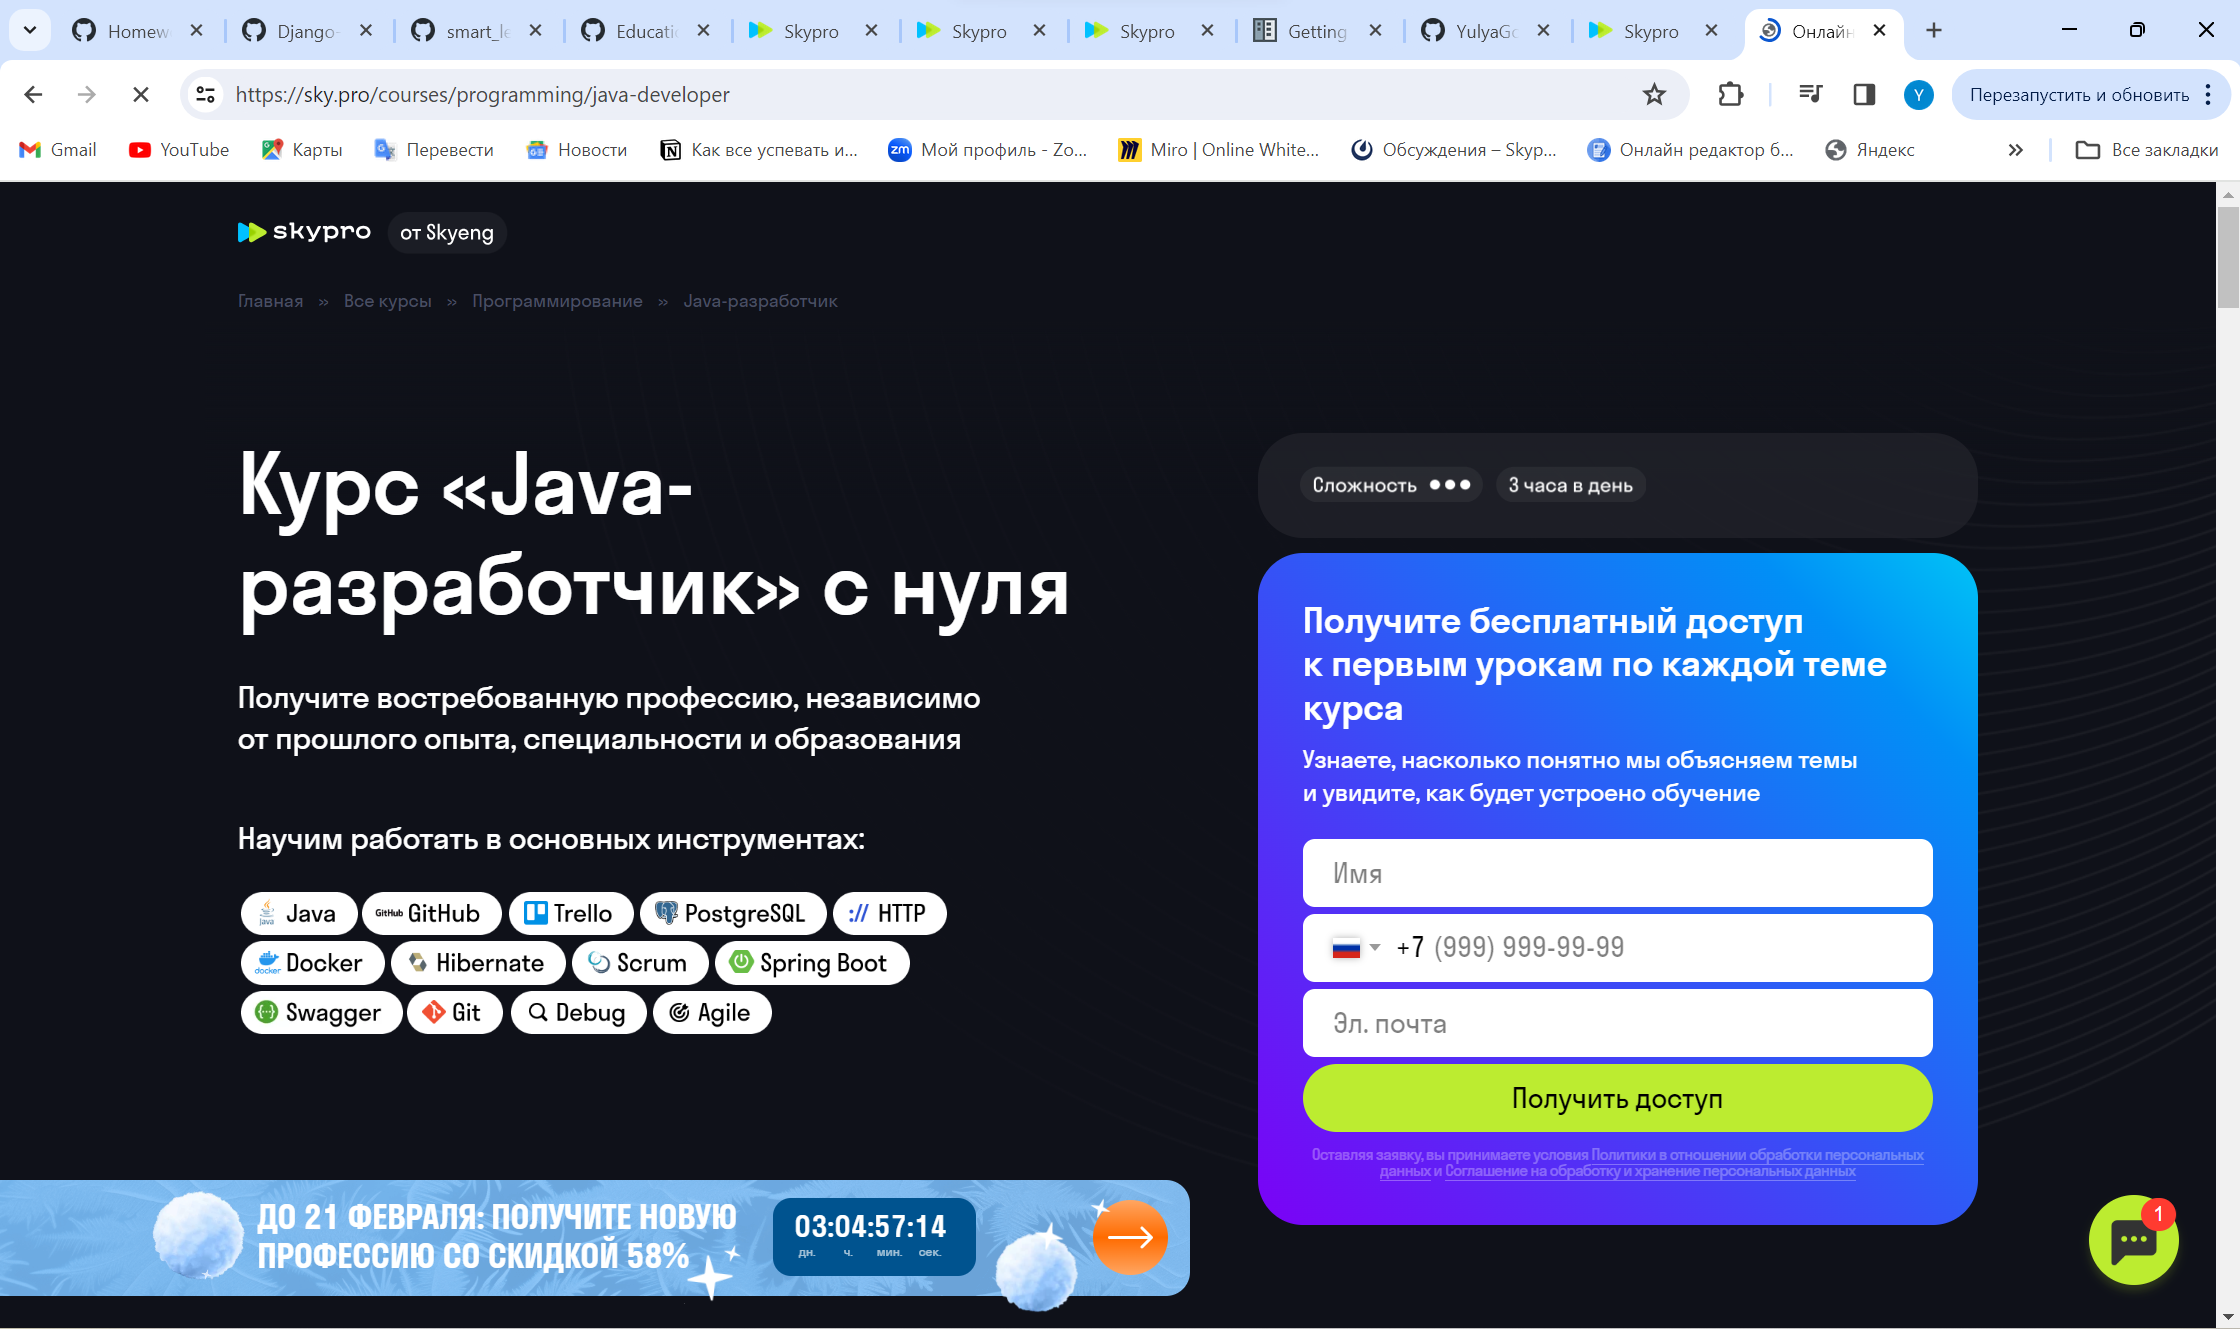 Homew
Django-
smart_le
Educatio
Skypro
Skypro
Skypro
Getting
YulyaGo
Skypro
Онлайн
https://sky.pro/courses/programming/java-developer
Y
Перезапустить и обновить
Gmail
YouTube
Карты
Перевести
Новости
Как все успевать и...
zm Мой профиль - Zo...
Miro | Online White...
Обсуждения – Skyp...
Онлайн редактор б...
Яндекс
»
Все закладки
skypro
от Skyeng
Главная » Все курсы » Программирование » Java-разработчик
Курс «Java-
разработчик» с нуля
Получите востребованную профессию, независимо
от прошлого опыта, специальности и образования
Научим работать в основных инструментах:
Java GitHub GitHub Trello PostgreSQL :// HTTP
docker Docker Hibernate Scrum Spring Boot
Swagger Git Debug Agile
Сложность
3 часа в день
Получите бесплатный доступ
к первым урокам по каждой теме
курса
Узнаете, насколько понятно мы объясняем темы
и увидите, как будет устроено обучение
Имя
+7 (999) 999-99-99
Эл. почта
Получить доступ
Оставляя заявку, вы принимаете условия Политики в отношении обработки персональных
данных и Соглашение на обработку и хранение персональных данных
ДО 21 ФЕВРАЛЯ: ПОЛУЧИТЕ НОВУЮ
ПРОФЕССИЮ СО СКИДКОЙ 58%
03:04:57:14
дн. ч. мин. сек.
1